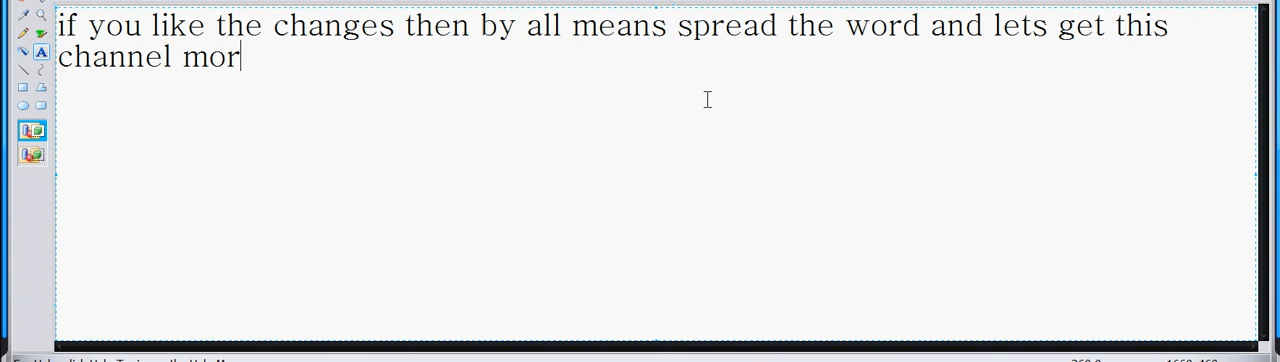 if you like the changes then by all means spread the word and lets get this
channel mor